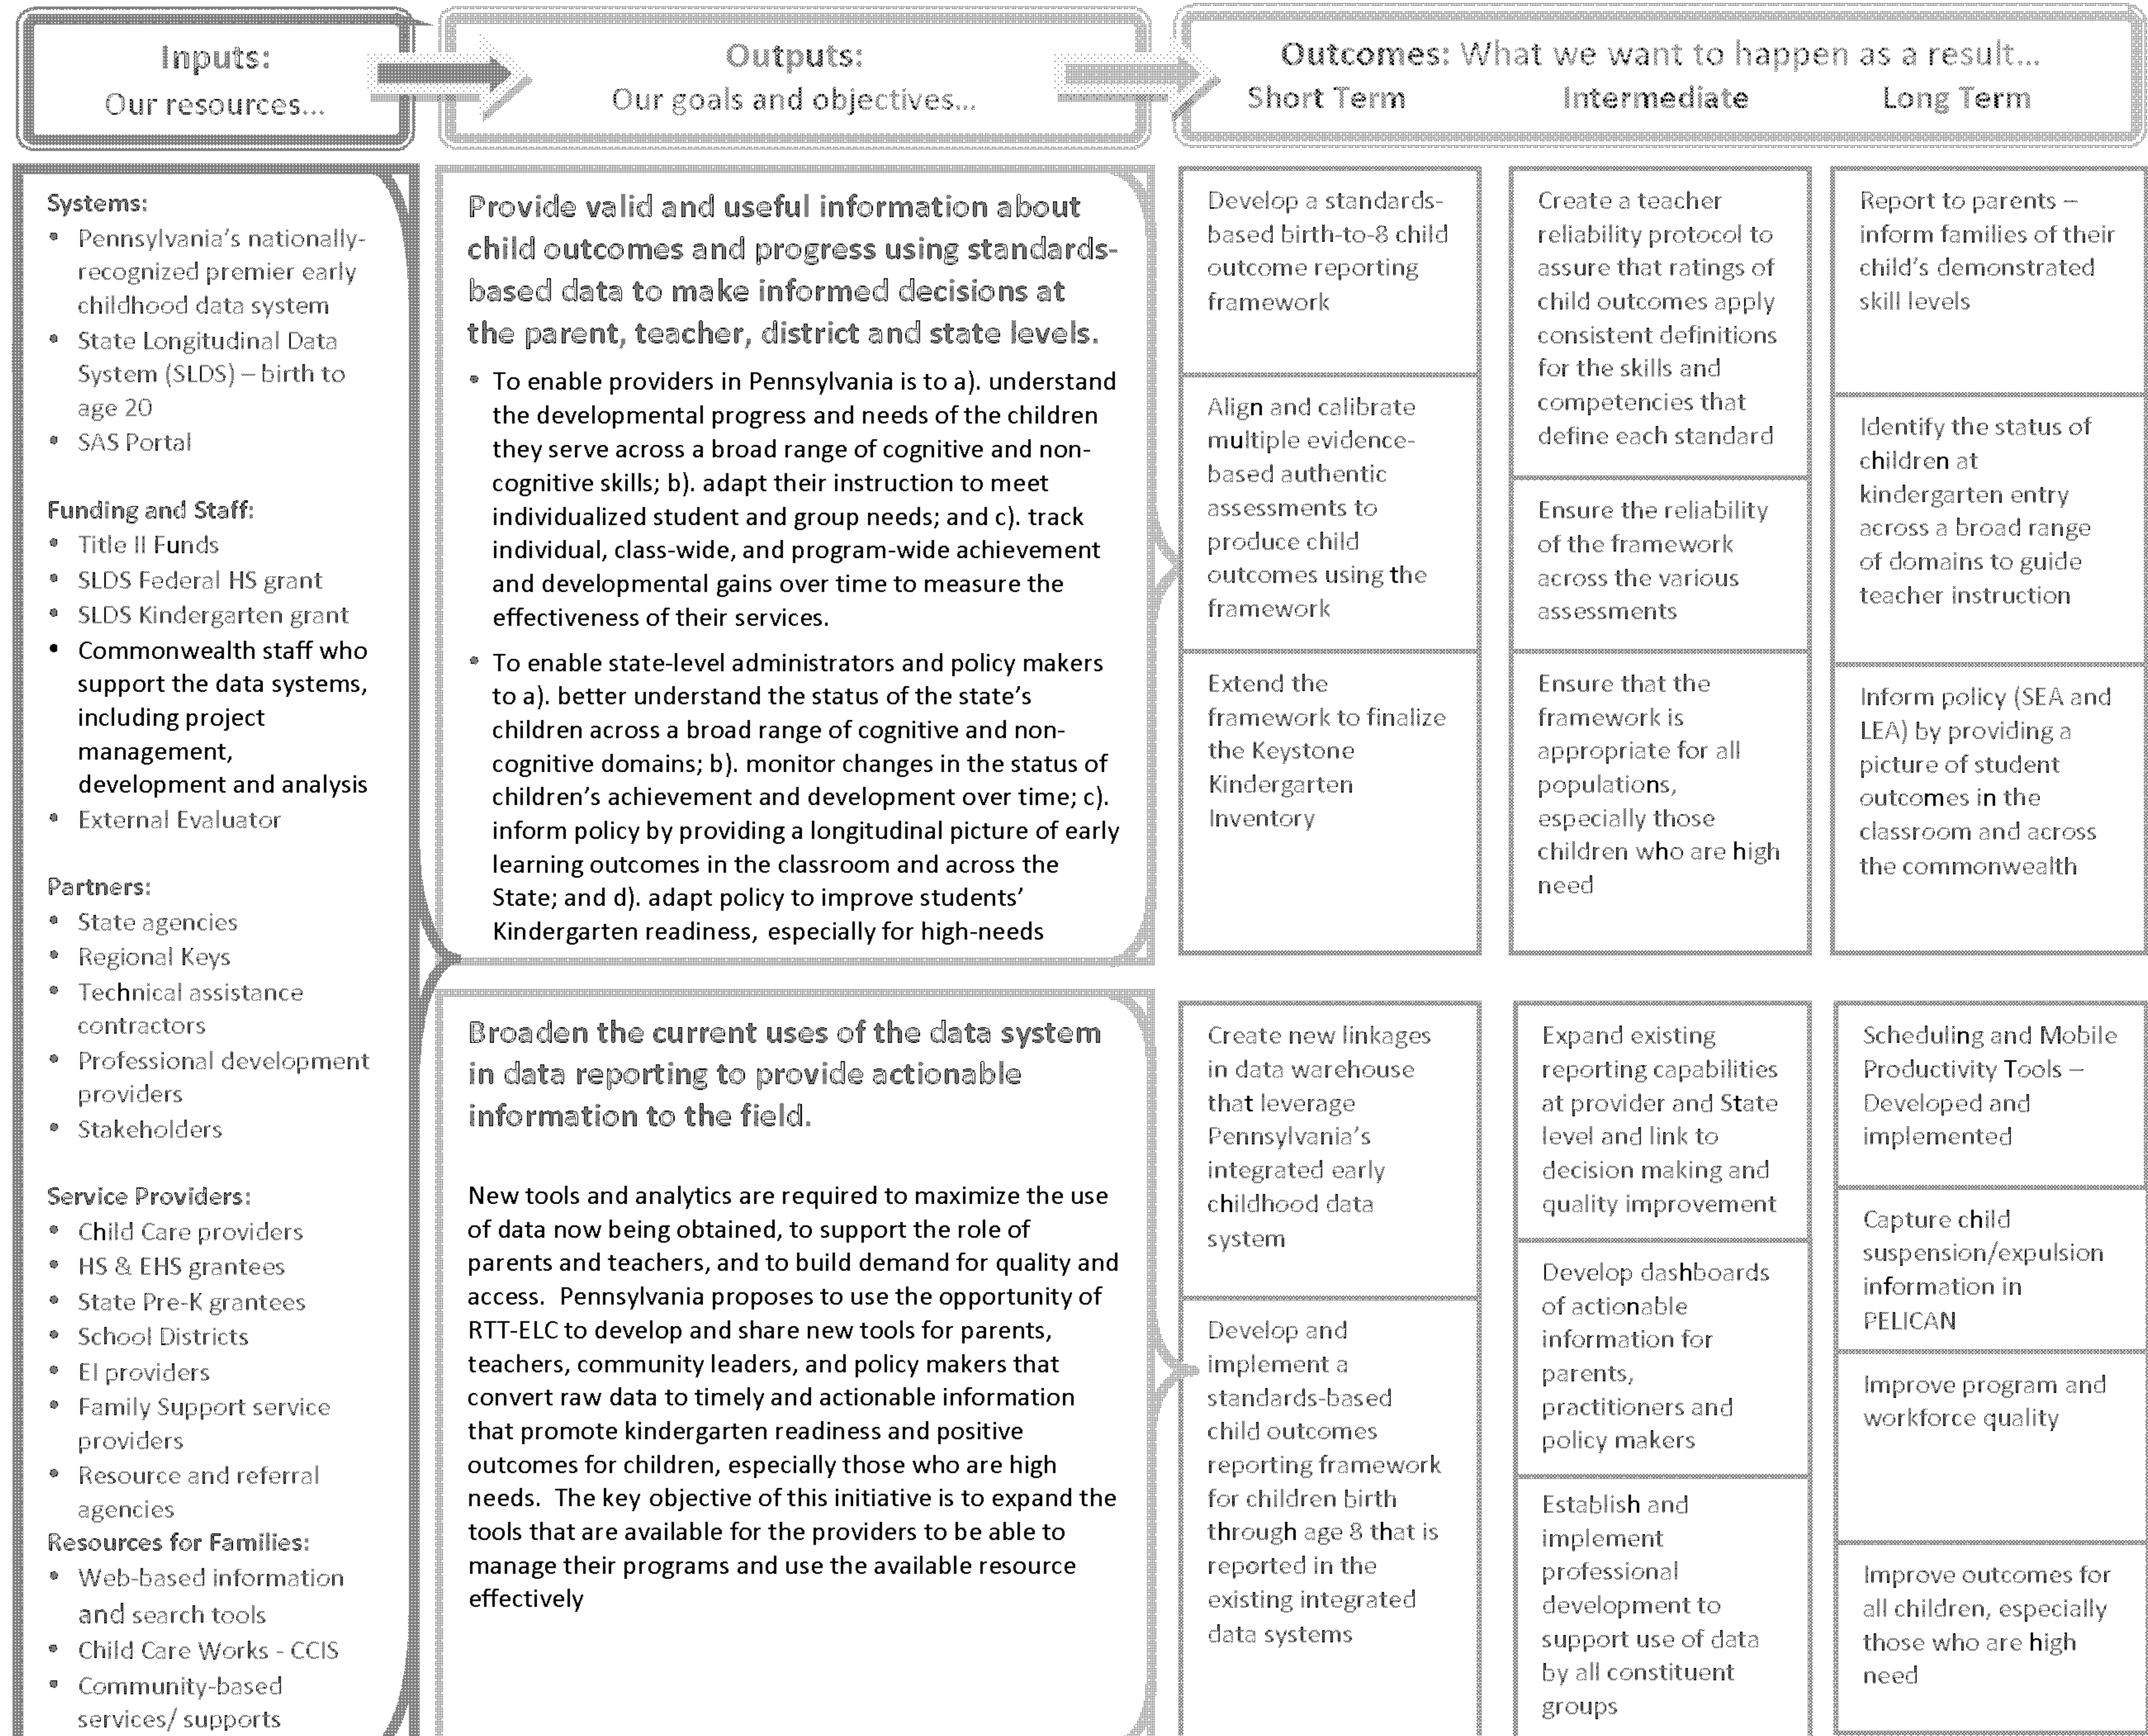 Inputs:
Our resources...
Outputs:
Our goals and objectives...
Outcomes: What we want to happen as a result...
Short Term
Intermediate
Long Term
Systems:
• Pennsylvania's nationally-
recognized premier early
childhood data system
• State Longitudinal Data
System (SLDS) – birth to
age 20
• SAS Portal
Funding and Staff:
• Title II Funds
• SLDS Federal HS grant
• SLDS Kindergarten grant
• Commonwealth staff who
support the data systems,
including project
management,
development and analysis
• External Evaluator
Partners:
• State agencies
• Regional Keys
• Technical assistance
contractors
• Professional development
providers
• Stakeholders
Service Providers:
• Child Care providers
• HS & EHS grantees
• State Pre-K grantees
• School Districts
• EI providers
• Family Support service
providers
• Resource and referral
agencies
Resources for Families:
• Web-based information
and search tools
• Child Care Works - CCIS
• Community-based
services/ supports
Provide valid and useful information about
child outcomes and progress using standards-
based data to make informed decisions at
the parent, teacher, district and state levels.
• To enable providers in Pennsylvania is to a). understand
the developmental progress and needs of the children
they serve across a broad range of cognitive and non-
cognitive skills; b). adapt their instruction to meet
individualized student and group needs; and c). track
individual, class-wide, and program-wide achievement
and developmental gains over time to measure the
effectiveness of their services.
• To enable state-level administrators and policy makers
to a). better understand the status of the state's
children across a broad range of cognitive and non-
cognitive domains; b). monitor changes in the status of
children's achievement and development over time; c).
inform policy by providing a longitudinal picture of early
learning outcomes in the classroom and across the
State; and d). adapt policy to improve students'
Kindergarten readiness, especially for high-needs
Develop a standards-
based birth-to-8 child
outcome reporting
framework
Align and calibrate
multiple evidence-
based authentic
assessments to
produce child
outcomes using the
framework
Extend the
framework to finalize
the Keystone
Kindergarten
Inventory
Create a teacher
reliability protocol to
assure that ratings of
child outcomes apply
consistent definitions
for the skills and
competencies that
define each standard
Ensure the reliability
of the framework
across the various
assessments
Ensure that the
framework is
appropriate for all
populations,
especially those
children who are high
need
Report to parents –
inform families of their
child's demonstrated
skill levels
Identify the status of
children at
kindergarten entry
across a broad range
of domains to guide
teacher instruction
Inform policy (SEA and
LEA) by providing a
picture of student
outcomes in the
classroom and across
the commonwealth
Broaden the current uses of the data system
in data reporting to provide actionable
information to the field.
New tools and analytics are required to maximize the use
of data now being obtained, to support the role of
parents and teachers, and to build demand for quality and
access.  Pennsylvania proposes to use the opportunity of
RTT-ELC to develop and share new tools for parents,
teachers, community leaders, and policy makers that
convert raw data to timely and actionable information
that promote kindergarten readiness and positive
outcomes for children, especially those who are high
needs.  The key objective of this initiative is to expand the
tools that are available for the providers to be able to
manage their programs and use the available resource
effectively
Create new linkages
in data warehouse
that leverage
Pennsylvania's
integrated early
childhood data
system
Develop and
implement a
standards-based
child outcomes
reporting framework
for children birth
through age 8 that is
reported in the
existing integrated
data systems
Expand existing
reporting capabilities
at provider and State
level and link to
decision making and
quality improvement
Develop dashboards
of actionable
information for
parents,
practitioners and
policy makers
Establish and
implement
professional
development to
support use of data
by all constituent
groups
Scheduling and Mobile
Productivity Tools –
Developed and
implemented
Capture child
suspension/expulsion
information in
PELICAN
Improve program and
workforce quality
Improve outcomes for
all children, especially
those who are high
need